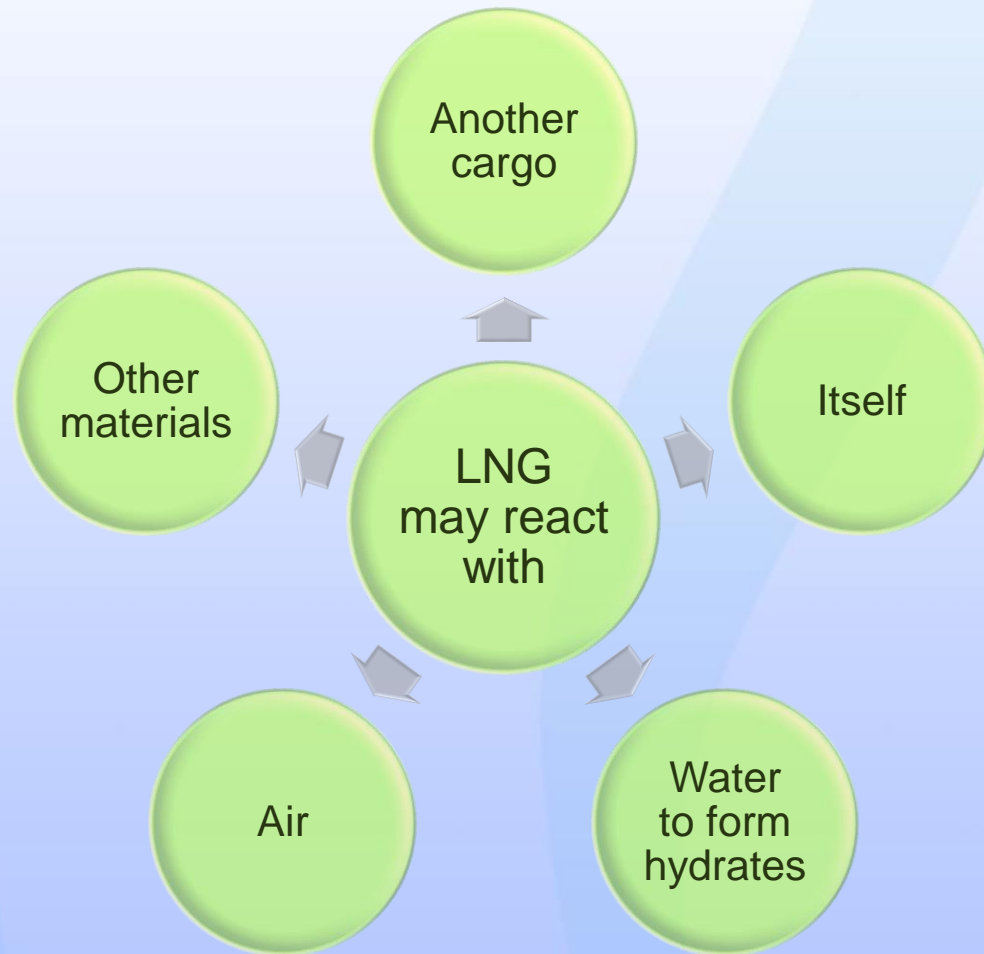 Another
cargo
Other
materials
Itself
LNG
may react
with
Air
Water
to form
hydrates